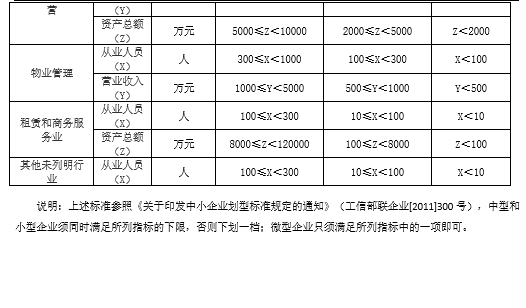 营 （Y）
资产总额（Z） 万元 5000≤Z＜10000 2000≤Z＜5000 Z＜2000
物业管理 从业人员（X） 人 300≤X＜1000 100≤X＜300 X＜100
营业收入（Y） 万元 1000≤Y＜5000 500≤Y＜1000 Y＜500
租赁和商务服务业 从业人员（X） 人 100≤X＜300 10≤X＜100 X＜10
资产总额（Z） 万元 8000≤Z＜120000 100≤Z＜8000 Z＜100
其他未列明行业 从业人员（X） 人 100≤X＜300 10≤X＜100 X＜10
说明：上述标准参照《关于印发中小企业划型标准规定的通知》（工信部联企业[2011]300 号），中型和
小型企业须同时满足所列指标的下限，否则下划一档；微型企业只须满足所列指标中的一项即可。